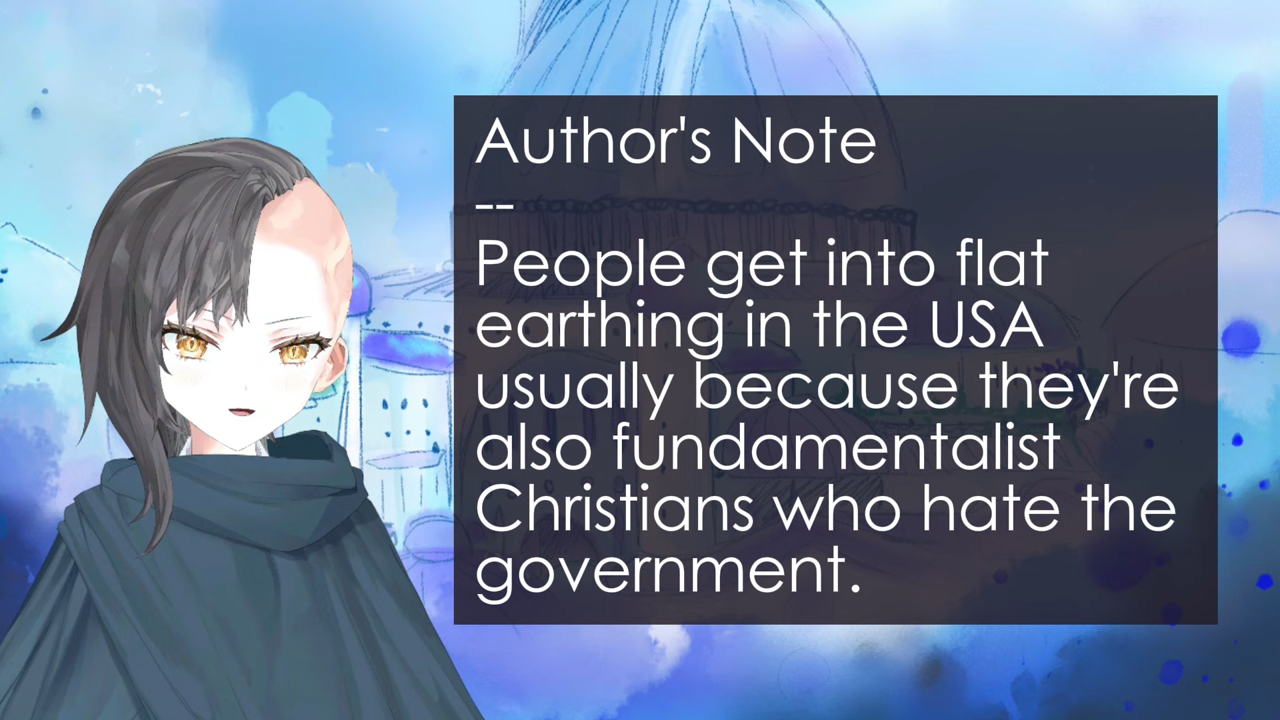 Author's Note
--
People get into flat
earthing in the USA
usually because they're
also fundamentalist
Christians who hate the
government.